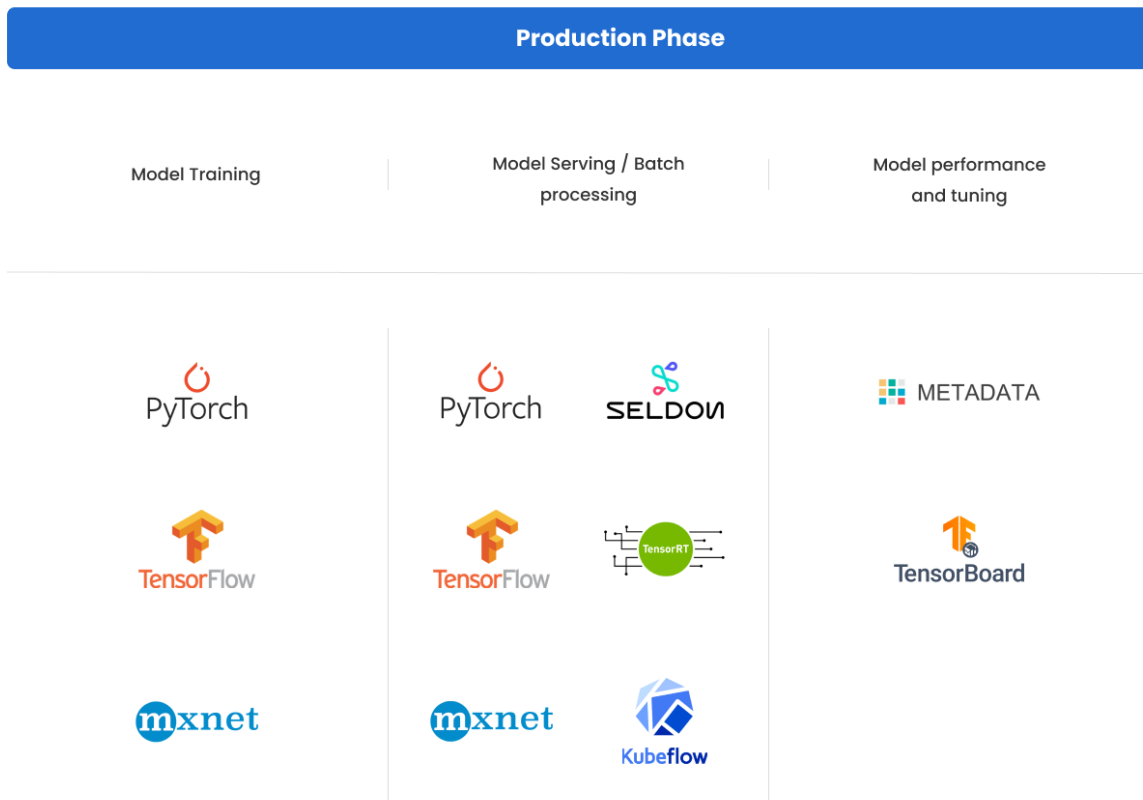 Production Phase
Model Training
Model Serving / Batch
processing
Model performance
and tuning
PyTorch
TensorFlow
mxnet
PyTorch
SELDON
TensorFlow
TensorRT
mxnet
Kubeflow
METADATA
TensorBoard